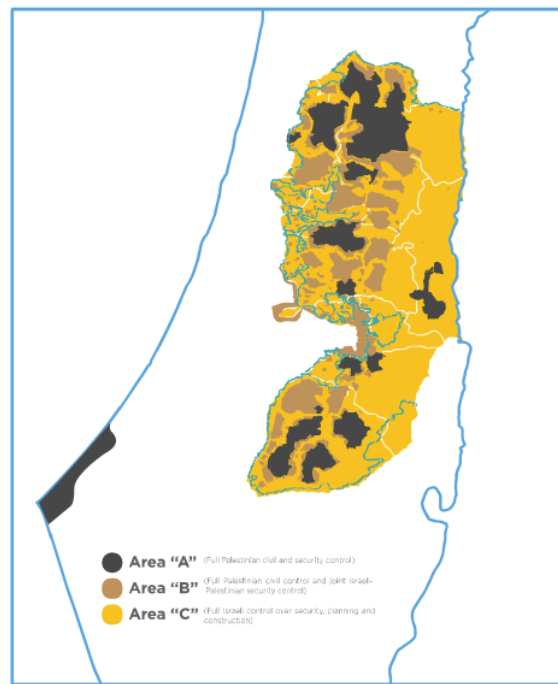 Area “A” (Full Palestinian civil and security control)
Area “B” (Full Palestinian civil control and joint Israeli-
Palestinian security control)
Area “C” (Full Israeli control over security, planning and
construction)